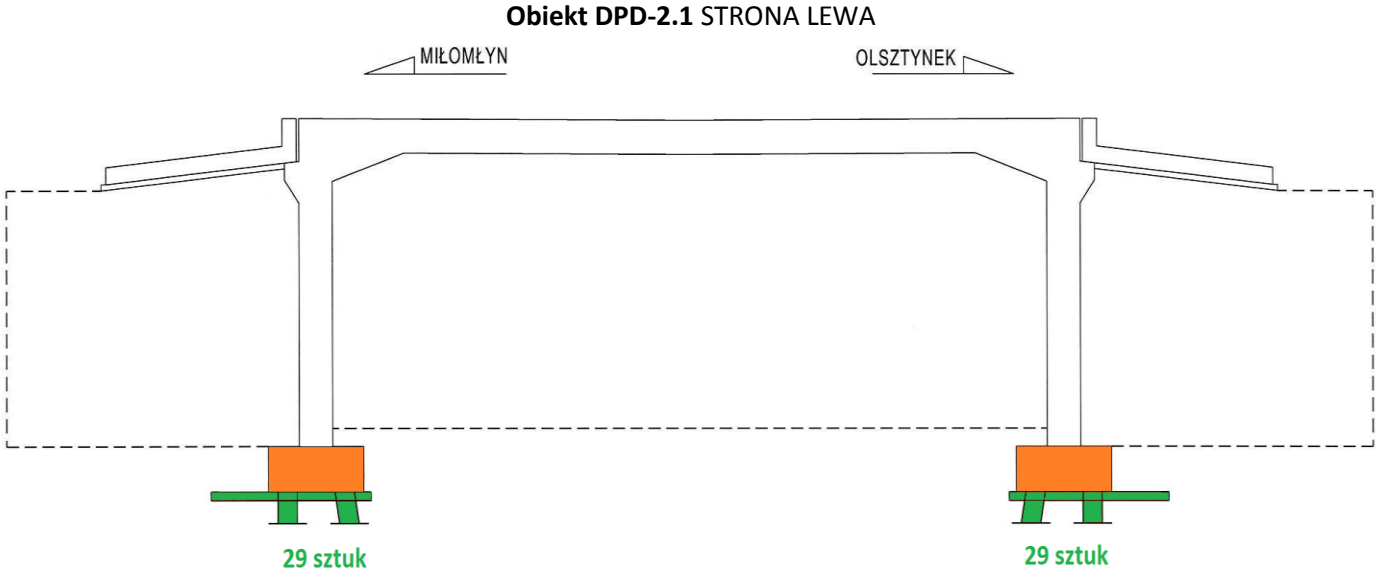 Obiekt DPD-2.1 STRONA LEWA
MIŁOMŁYN
OLSZTYNEK
29 sztuk
29 sztuk